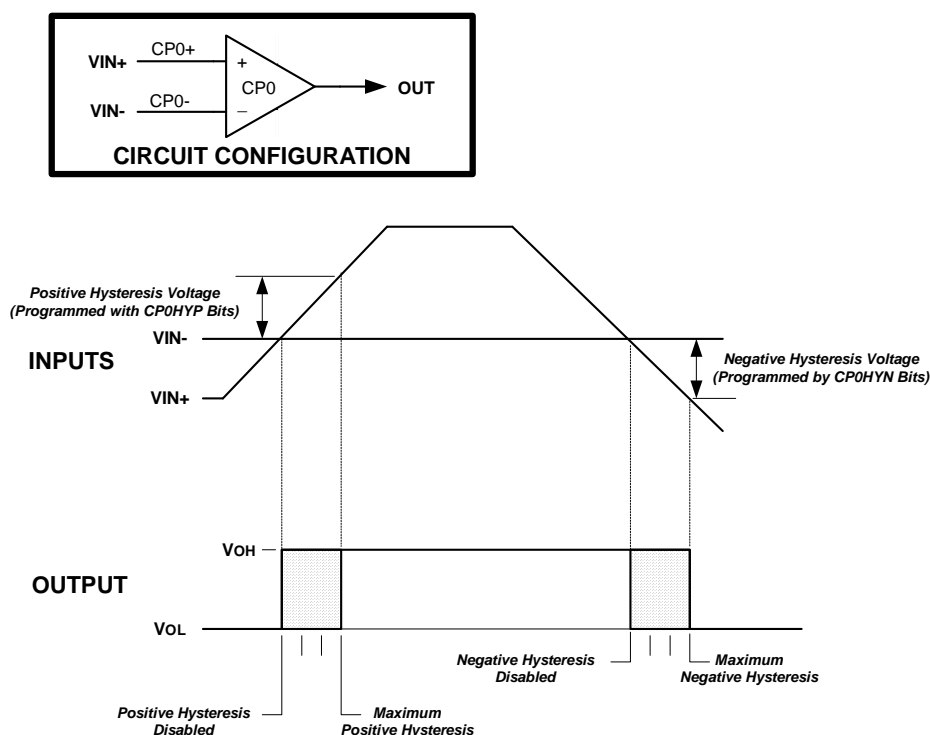 VIN+
CP0+
+
CP0
OUT
VIN-
CP0-
_
CIRCUIT CONFIGURATION
Positive Hysteresis Voltage
(Programmed with CP0HYP Bits)
VIN-
INPUTS
VIN+
Negative Hysteresis Voltage
(Programmed by CP0HYN Bits)
VOH
OUTPUT
VOL
Negative Hysteresis
Disabled
Maximum
Negative Hysteresis
Positive Hysteresis
Disabled
Maximum
Positive Hysteresis